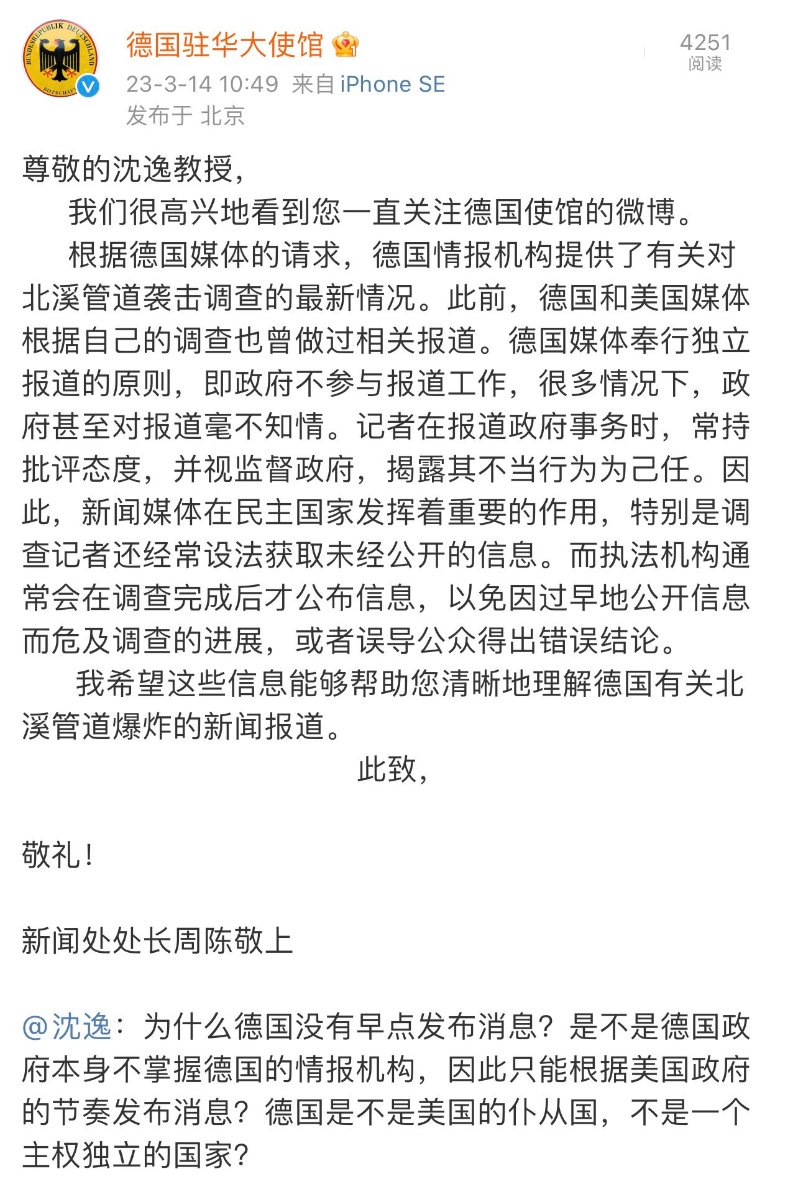 BUNDESREPUBLIK DEUTSCHLAND
BOTSCHAFT
德国驻华大使馆
4251
23-3-14 10:49 来自 iPhone SE
阅读
发布于 北京
尊敬的沈逸教授，
我们很高兴地看到您一直关注德国使馆的微博。
根据德国媒体的请求，德国情报机构提供了有关对
北溪管道袭击调查的最新情况。此前，德国和美国媒体
根据自己的调查也曾做过相关报道。德国媒体奉行独立
报道的原则，即政府不参与报道工作，很多情况下，政
府甚至对报道毫不知情。记者在报道政府事务时，常持
批评态度，并视监督政府，揭露其不当行为为己任。因
此，新闻媒体在民主国家发挥着重要的作用，特别是调
查记者还经常设法获取未经公开的信息。而执法机构通
常会在调查完成后才公布信息，以免因过早地公开信息
而危及调查的进展，或者误导公众得出错误结论。
我希望这些信息能够帮助您清晰地理解德国有关北
溪管道爆炸的新闻报道。
此致，
敬礼！
新闻处处长周陈敬上
@沈逸：为什么德国没有早点发布消息？是不是德国政
府本身不掌握德国的情报机构，因此只能根据美国政府
的节奏发布消息？德国是不是美国的仆从国，不是一个
主权独立的国家？